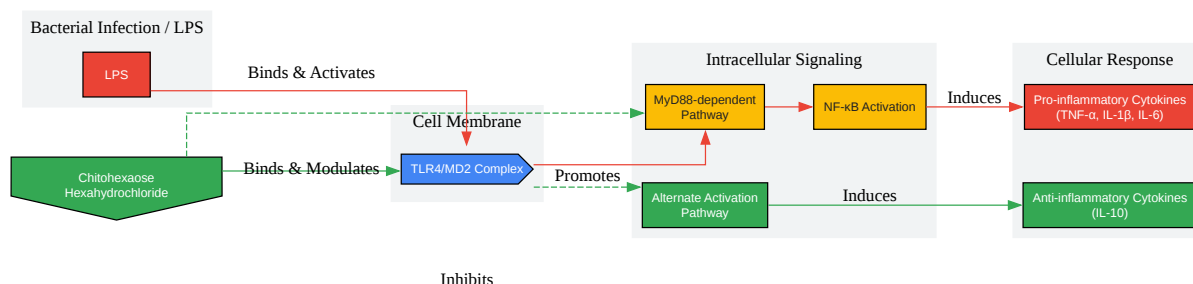 Bacterial Infection / LPS
LPS
Binds & Activates
Cell Membrane
Chitohexaose
Hexahydrochloride
Binds & Modulates
TLR4/MD2 Complex
Promotes
Intracellular Signaling
MyD88-dependent
Pathway
NF-κB Activation
Alternate Activation
Pathway
Induces
Induces
Cellular Response
Pro-inflammatory Cytokines
(TNF-α, IL-1β, IL-6)
Anti-inflammatory Cytokines
(IL-10)
Inhibits